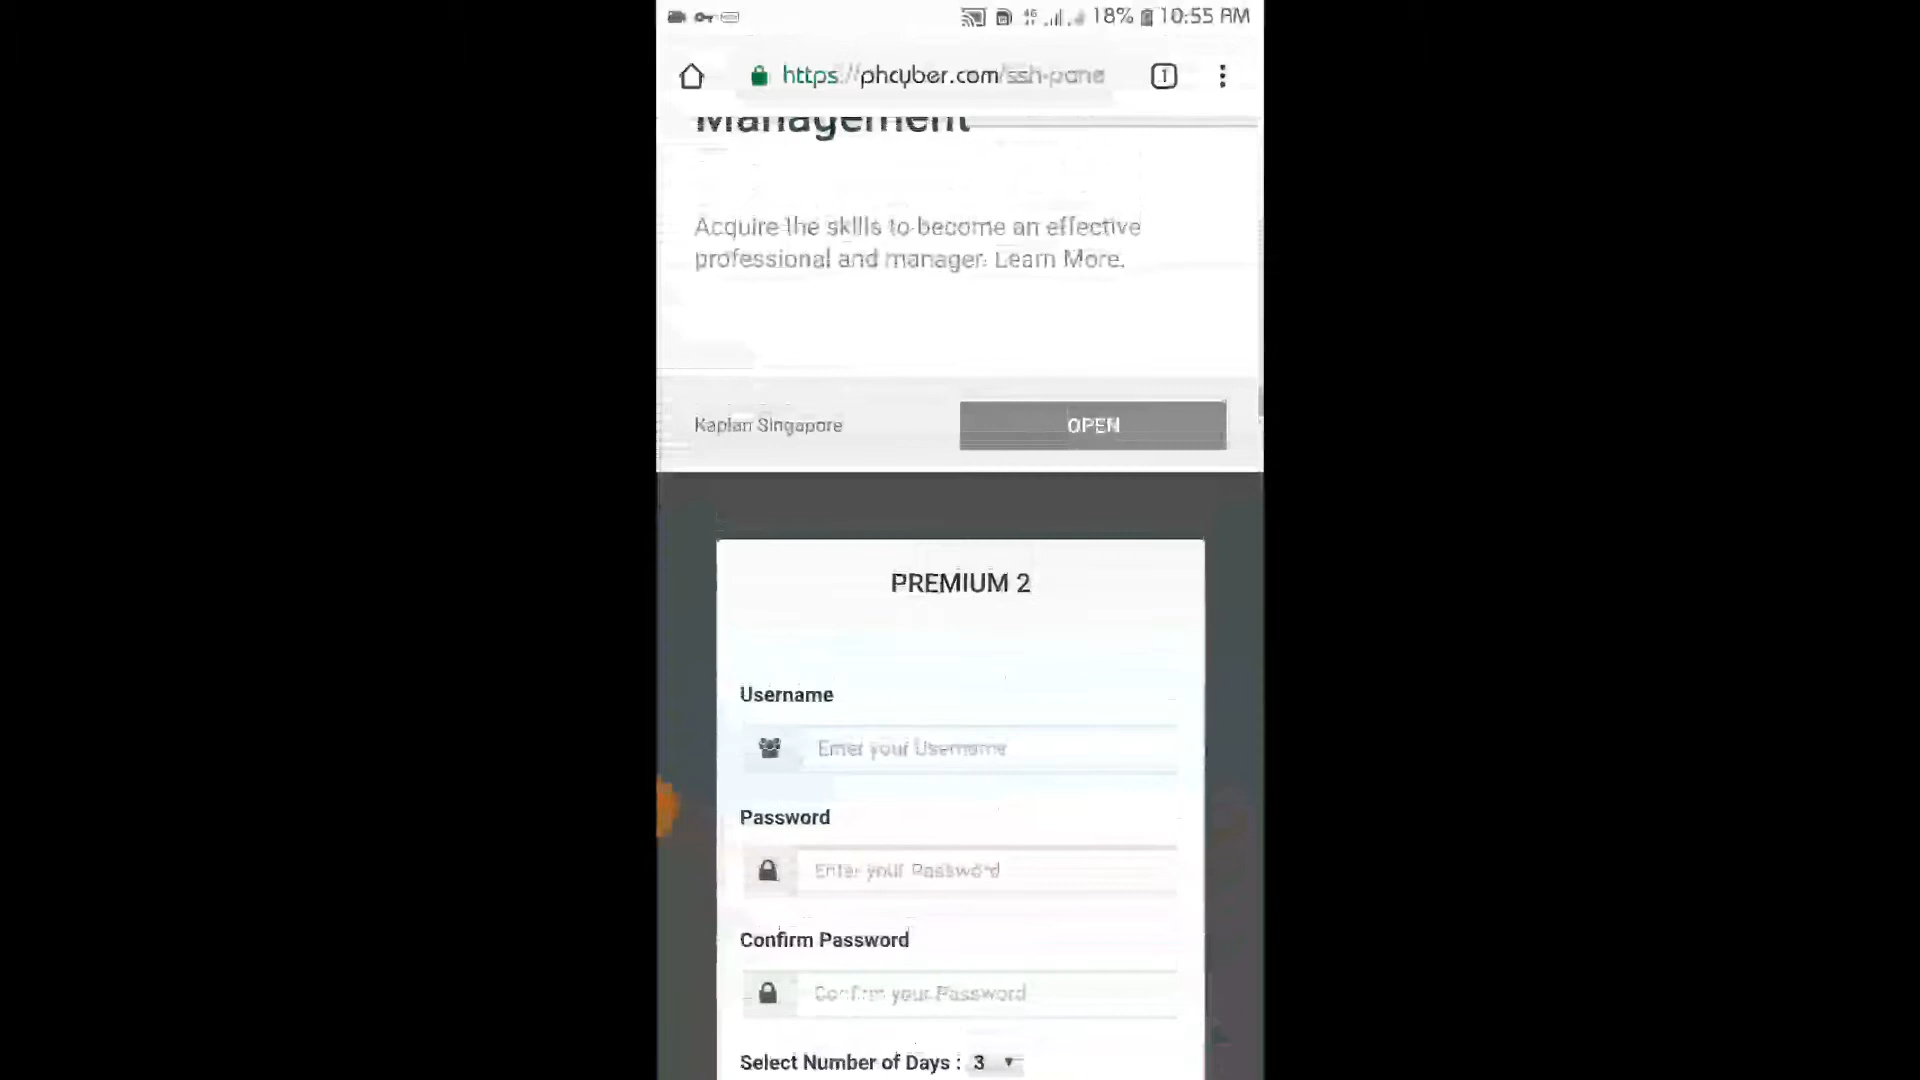 18% 10:55 AM
https://phcyber.com/ssh-pane
1
Management
Acquire the skills to become an effective
professional and manager. Learn More.
Kaplan Singapore
OPEN
PREMIUM 2
Username
Enter your Username
Password
Enter your Password
Confirm Password
Confirm your Password
Select Number of Days : 3